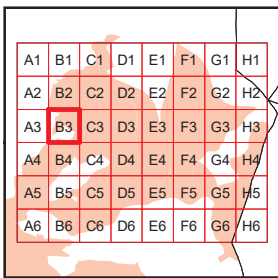 A1 B1 C1 D1 E1 F1 G1 H1
A2 B2 C2 D2 E2 F2 G2 H2
A3 B3 C3 D3 E3 F3 G3 H3
A4 B4 C4 D4 E4 F4 G4 H4
A5 B5 C5 D5 E5 F5 G5 H5
A6 B6 C6 D6 E6 F6 G6 H6